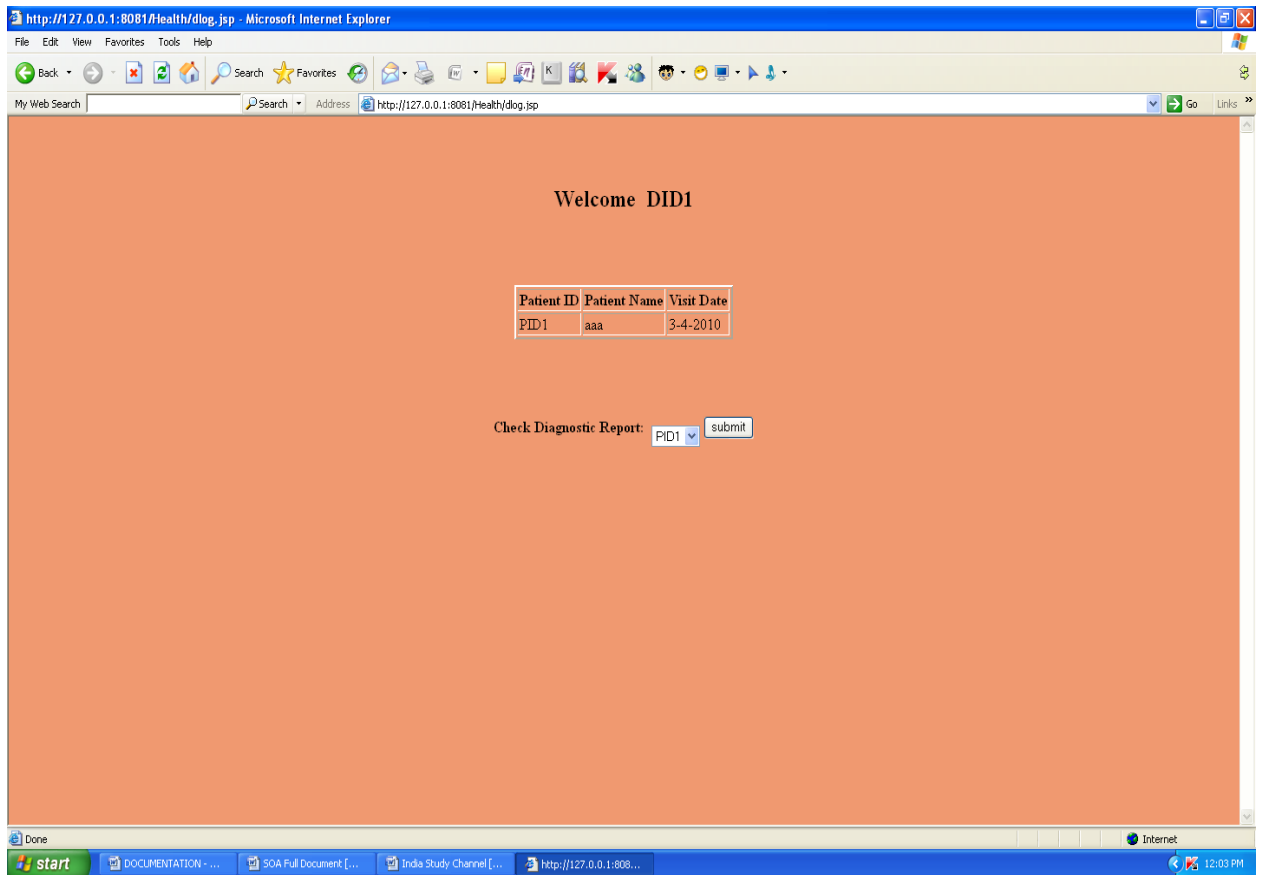 http://127.0.0.1:8081/Health/dlog.jsp - Microsoft Internet Explorer
File Edit View Favorites Tools Help
Back Search Favorites
My Web Search Search Address http://127.0.0.1:8081/Health/dlog.jsp Go Links »
Welcome DID1
Patient ID Patient Name Visit Date
PID1 aaa 3-4-2010
Check Diagnostic Report: PID1 submit
Done Internet
start DOCUMENTATION - ... SOA Full Document [... India Study Channel [... http://127.0.0.1:808... 12:03 PM